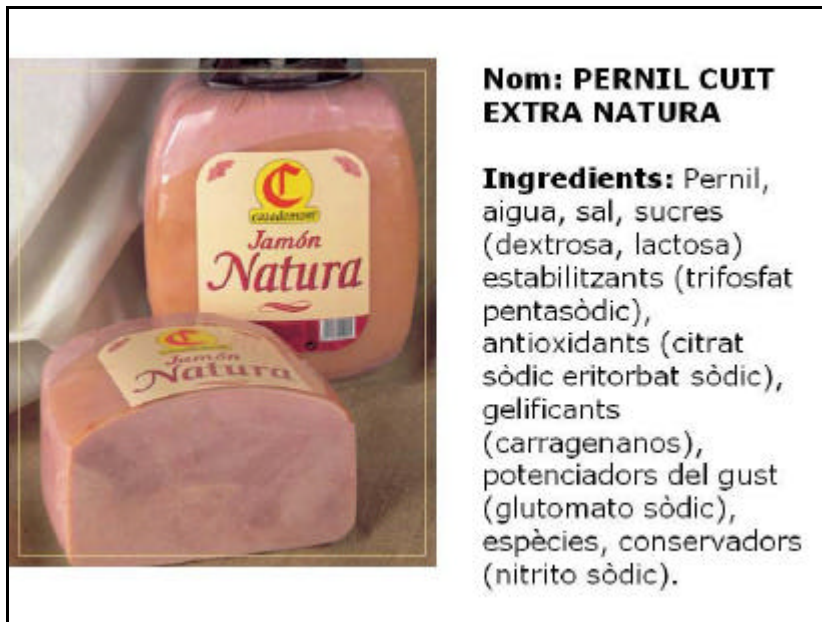 Nom: PERNIL CUIT
EXTRA NATURA
Ingredients: Pernil,
aigua, sal, sucres
(dextrosa, lactosa)
estabilitzants (trifosfat
pentasòdic),
antioxidants (citrat
sòdic eritorbat sòdic),
gelificants
(carragenanos),
potenciadors del gust
(glutomato sòdic),
espècies, conservadors
(nitrito sòdic).
C
casademont
Jamón
Natura
C
Jamón
Natura